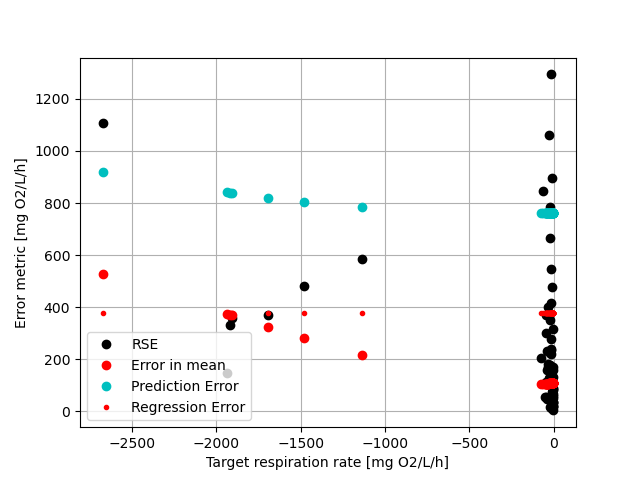 1200
1000
800
600
400
200
0
Error metric [mg O2/L/h]
RSE
Error in mean
Prediction Error
Regression Error
−2500
−2000
−1500
−1000
−500
0
Target respiration rate [mg O2/L/h]